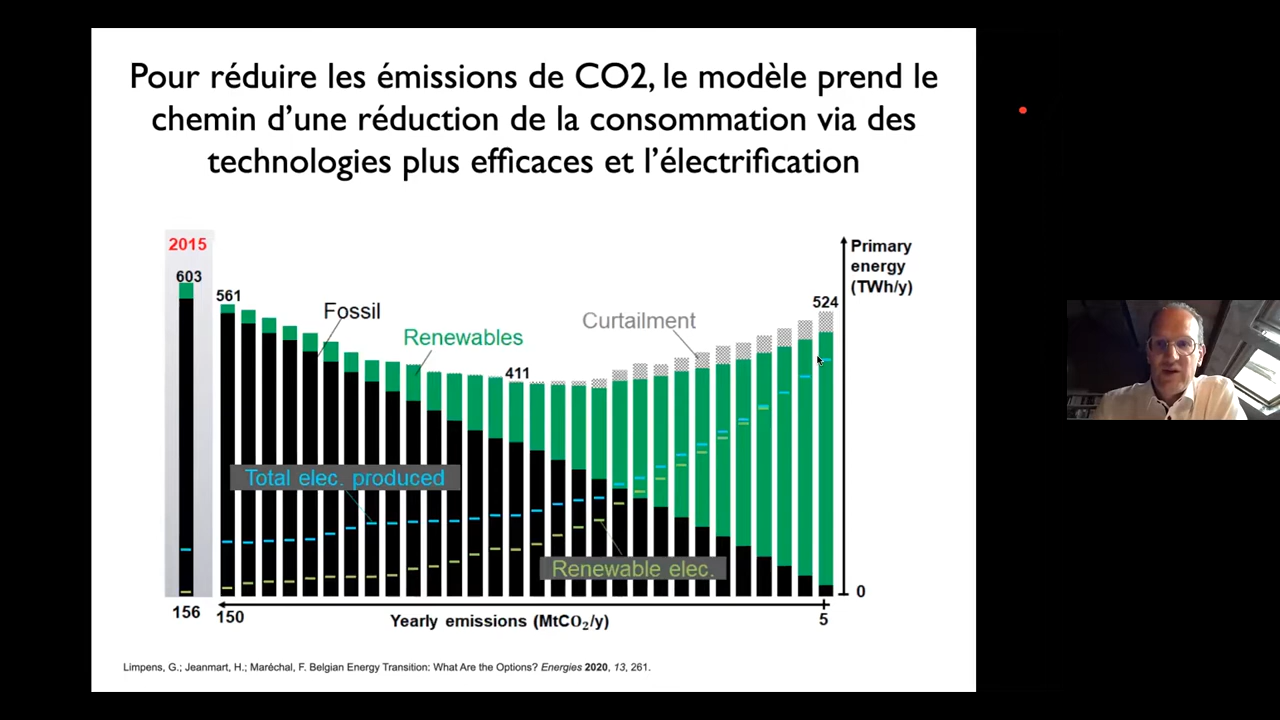 Pour réduire les émissions de CO2, le modèle prend le
chemin d’une réduction de la consommation via des
technologies plus efficaces et l’électrification
2015
603
561
Fossil
Renewables
411
Curtailment
524
Primary
energy
(TWh/y)
Total elec. produced
Renewable elec.
0
156
150
Yearly emissions (MtCO₂/y)
5
Limpens, G.; Jeanmart, H.; Maréchal, F. Belgian Energy Transition: What Are the Options? Energies 2020, 13, 261.